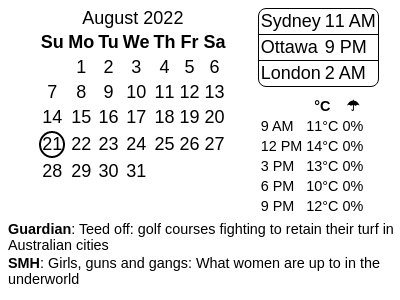 August 2022
Su Mo Tu We Th Fr Sa
1 2 3 4 5 6
7 8 9 10 11 12 13
14 15 16 17 18 19 20
21 22 23 24 25 26 27
28 29 30 31
Sydney 11 AM
Ottawa 9 PM
London 2 AM
°C ☂
9 AM 11°C 0%
12 PM 14°C 0%
3 PM 13°C 0%
6 PM 10°C 0%
9 PM 12°C 0%
Guardian: Teed off: golf courses fighting to retain their turf in
Australian cities
SMH: Girls, guns and gangs: What women are up to in the
underworld